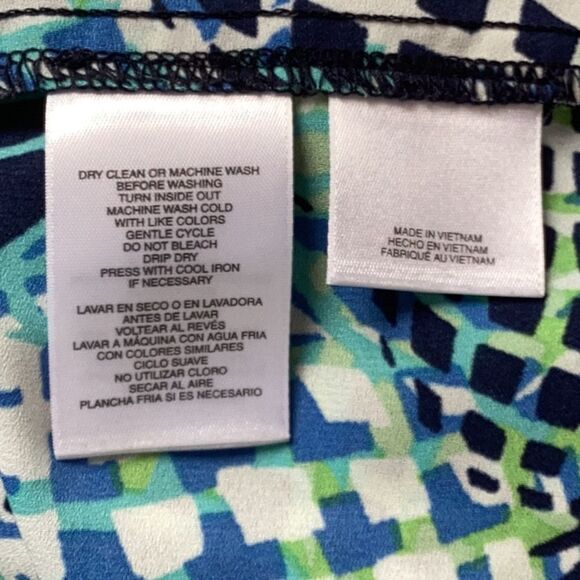 DRY CLEAN OR MACHINE WASH
BEFORE WASHING
TURN INSIDE OUT
MACHINE WASH COLD
WITH LIKE COLORS
GENTLE CYCLE
DO NOT BLEACH
DRIP DRY
PRESS WITH COOL IRON
IF NECESSARY
LAVAR EN SECO O EN LAVADORA
ANTES DE LAVAR
VOLTEAR AL REVÉS
LAVAR A MÁQUINA CON AGUA FRIA
CON COLORES SIMILARES
CICLO SUAVE
NO UTILIZAR CLORO
SECAR AL AIRE
PLANCHA FRIA SI ES NECESARIO
MADE IN VIETNAM
HECHO EN VIETNAM
FABRIQUÉ AU VIETNAM